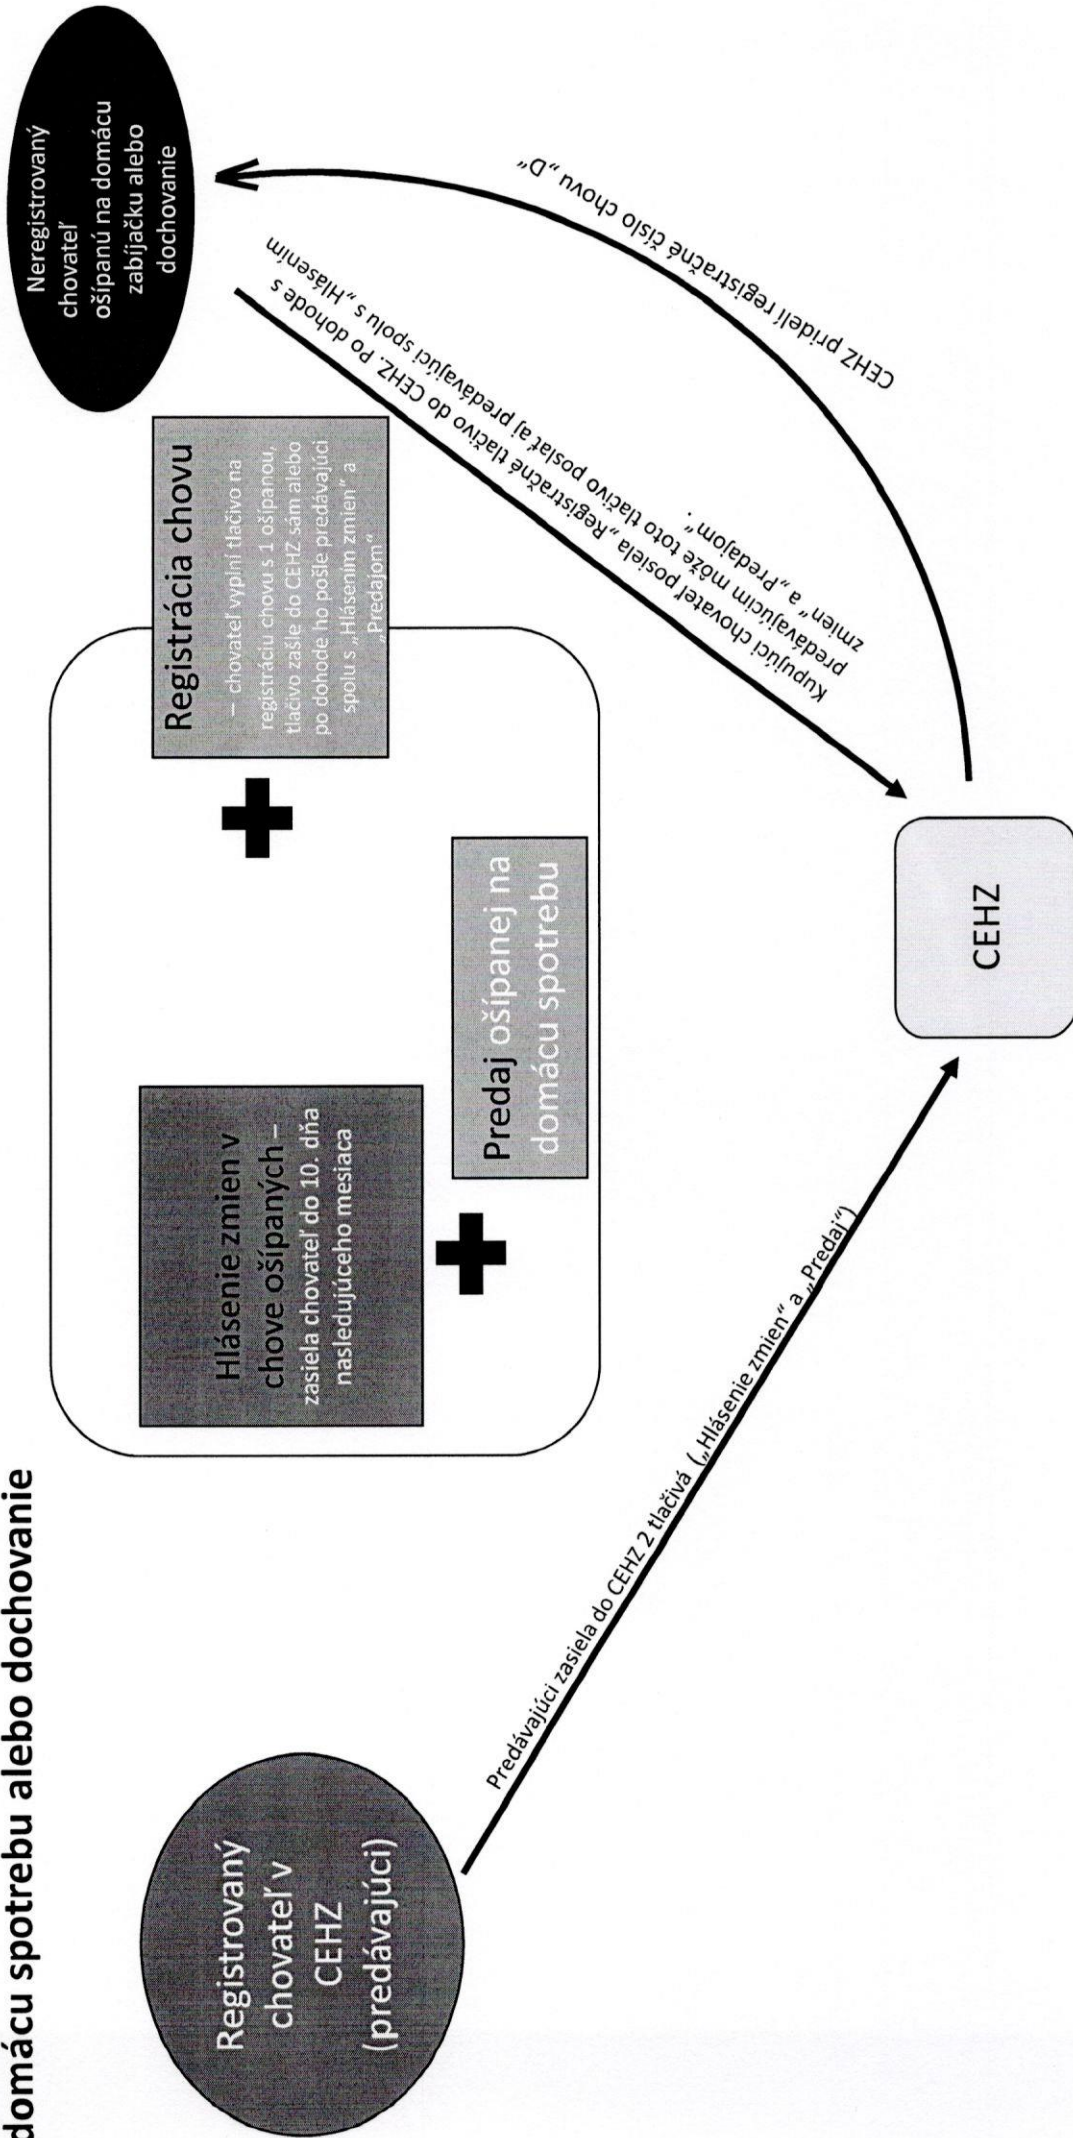 domácu spotrebu alebo dochovanie
Registrovaný
chovateľ v
CEHZ
(predávajúci)
Hlásenie zmien v
chove ošípaných –
zasiela chovateľ do 10. dňa
nasledujúceho mesiaca
Predaj ošípanej na
domácu spotrebu
Registrácia chovu
– chovateľ vyplní tlačivo na
registráciu chovu s 1 ošípanou,
tlačivo zašle do CEHZ sám alebo
po dohode ho pošle predávajúci
spolu s „Hlásením zmien“ a
„Predajom“
Neregistrovaný
chovateľ
ošípanú na domácu
zabíjačku alebo
dochovanie
Predávajúci zasiela do CEHZ 2 tlačivá („Hlásenie zmien“ a „Predaj“)
Kupujúci chovateľ posiela „Registračné tlačivo do CEHZ. Po dohode s
predávajúcim môže toto tlačivo poslať aj predávajúci spolu s „Hlásením
zmien“ a „Predajom“.
CEHZ pridelí registračné číslo chovu „D“
CEHZ